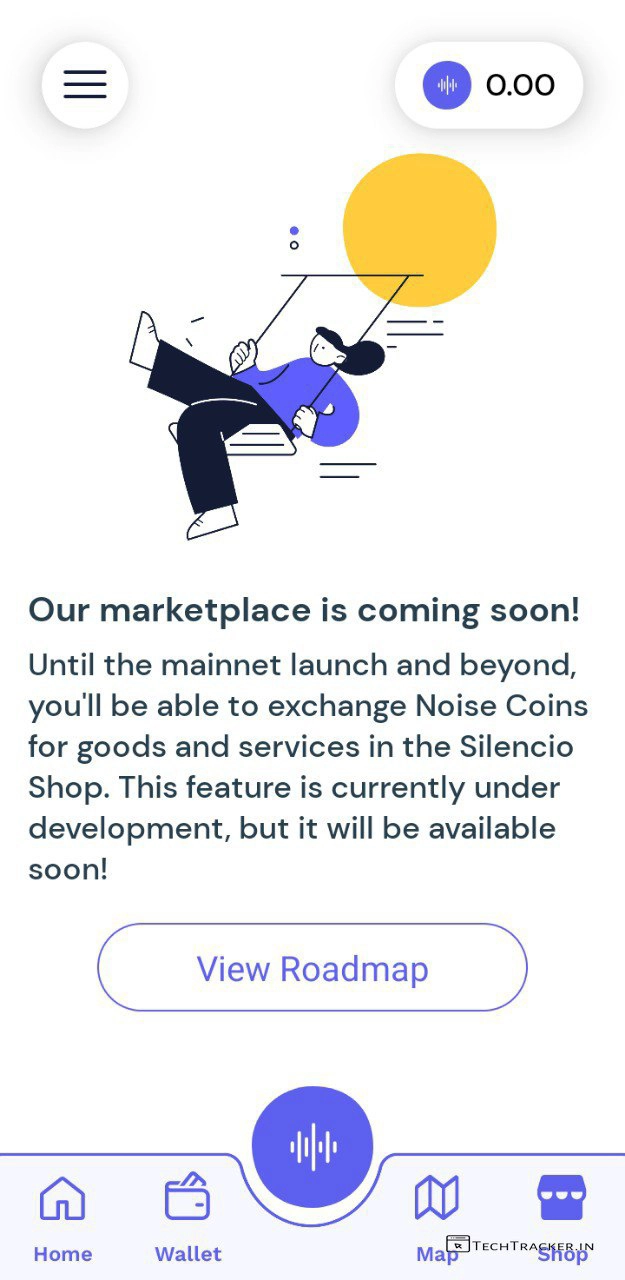 0.00
Our marketplace is coming soon!
Until the mainnet launch and beyond,
you'll be able to exchange Noise Coins
for goods and services in the Silencio
Shop. This feature is currently under
development, but it will be available
soon!
View Roadmap
Home
Wallet
Map
Shop
TECHTRACKER.IN